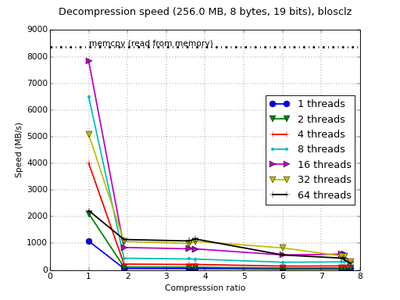 Decompression speed (256.0 MB, 8 bytes, 19 bits), blosclz
9000
8000
7000
6000
5000
4000
3000
2000
1000
0
Speed (MB/s)
memcpy (read from memory)
1 threads
2 threads
4 threads
8 threads
16 threads
32 threads
64 threads
0 1 2 3 4 5 6 7 8
Compresssion ratio